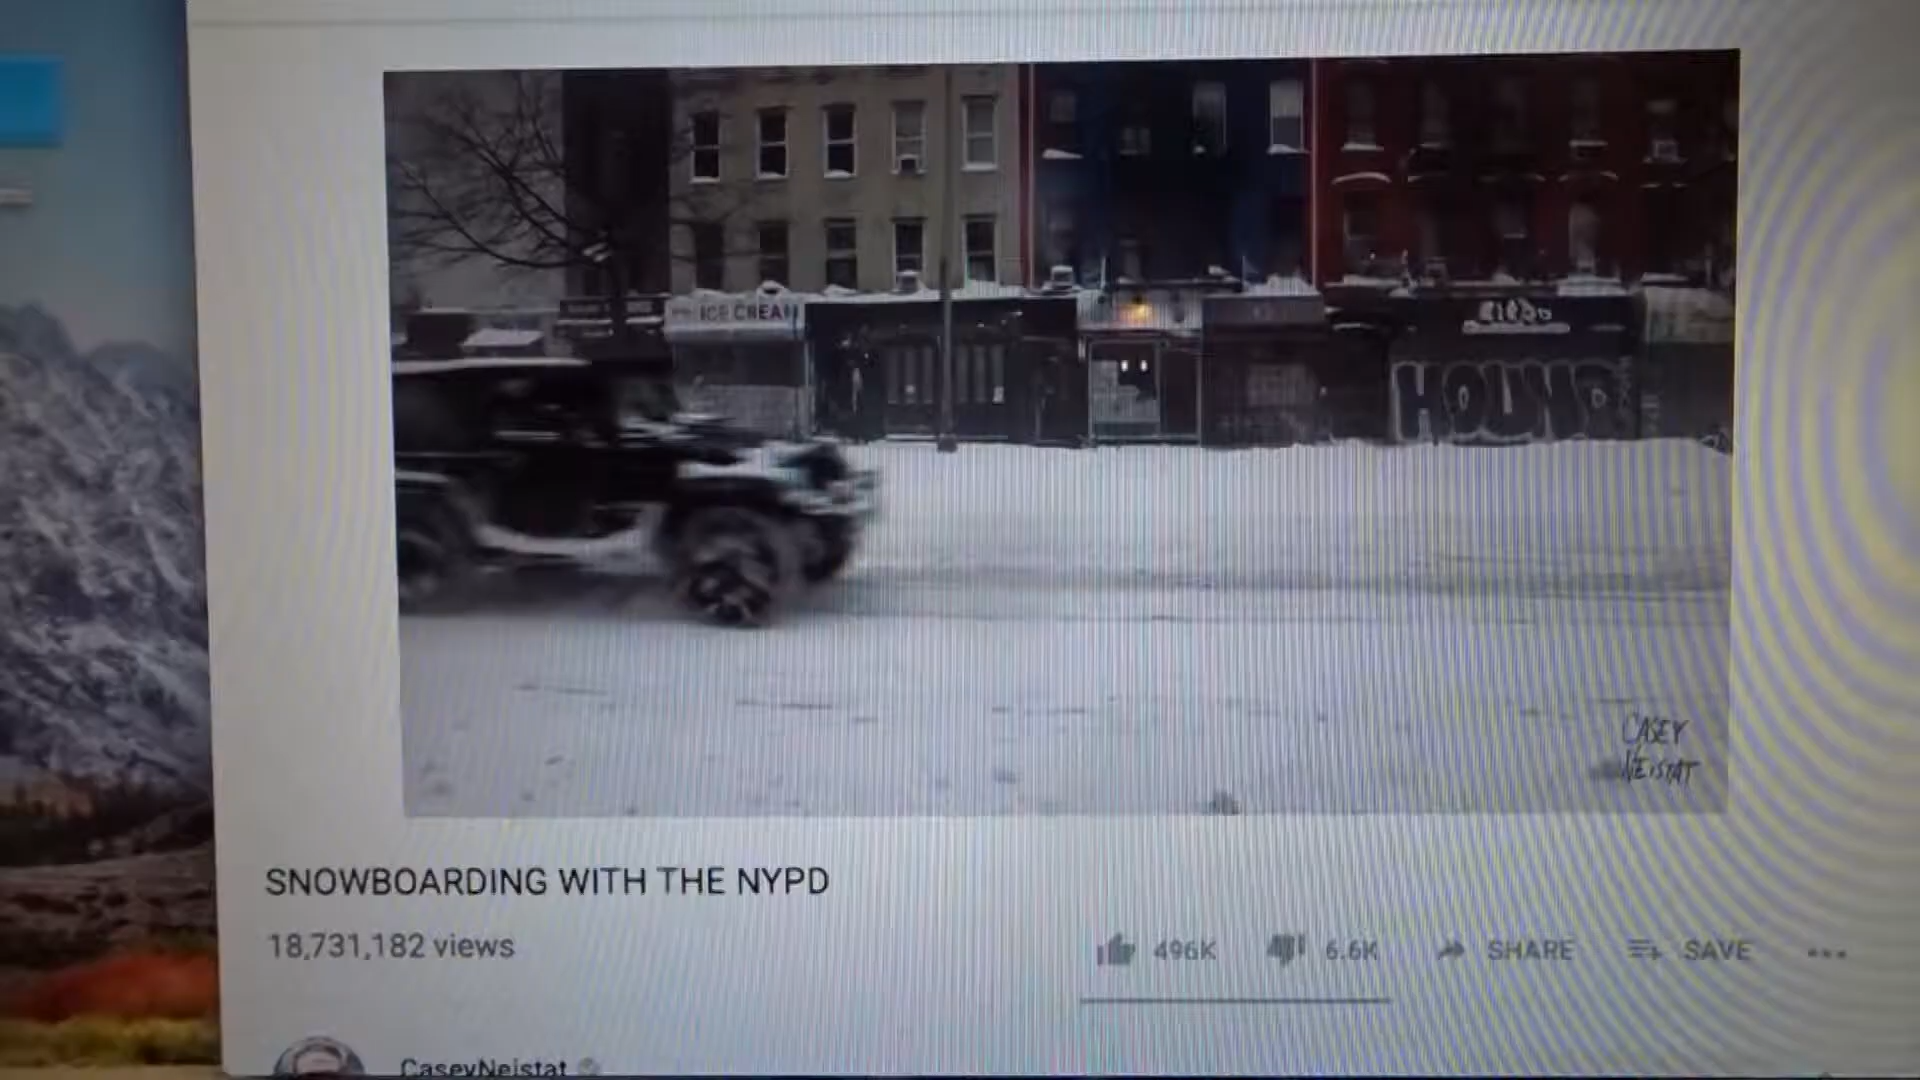 ICE CREAM
HOUND
CASEY
NEISTAT
SNOWBOARDING WITH THE NYPD
18,731,182 views
496K
6.6K
SHARE
SAVE
CaseyNeistat